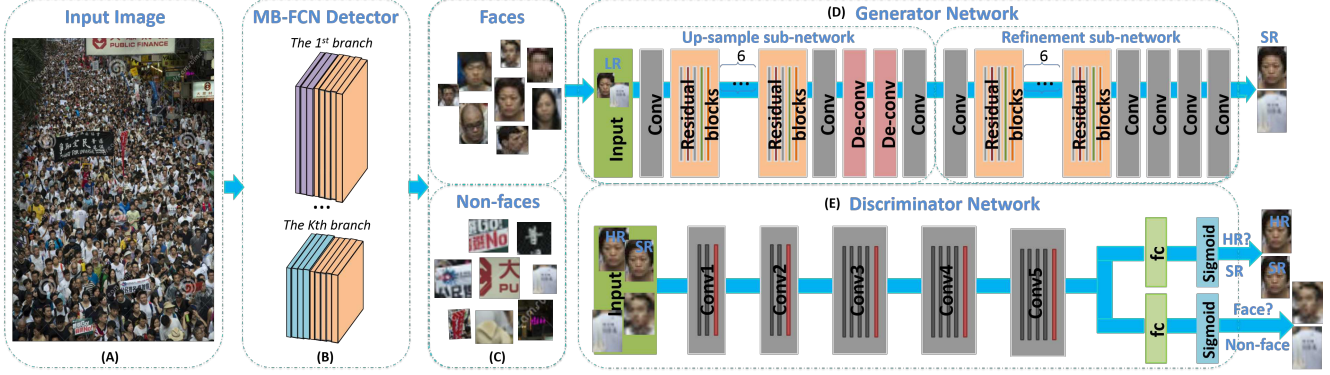 Input Image
PUBLIC FINANCE
(A)
MB-FCN Detector
The 1st branch
...
The Kth branch
(B)
Faces
Non-faces
GO!
No
大
(C)
(D) Generator Network
Up-sample sub-network
Refinement sub-network
LR
Input
Conv
Residual blocks
6
...
Residual blocks
Conv
De-conv
De-conv
Conv
Conv
Residual blocks
6
...
Residual blocks
Conv
Conv
Conv
Conv
SR
(E) Discriminator Network
HR
SR
Input
Conv1
Conv2
Conv3
Conv4
Conv5
fc
Sigmoid
HR?
SR
HR
SR
fc
Sigmoid
Face?
Non-face